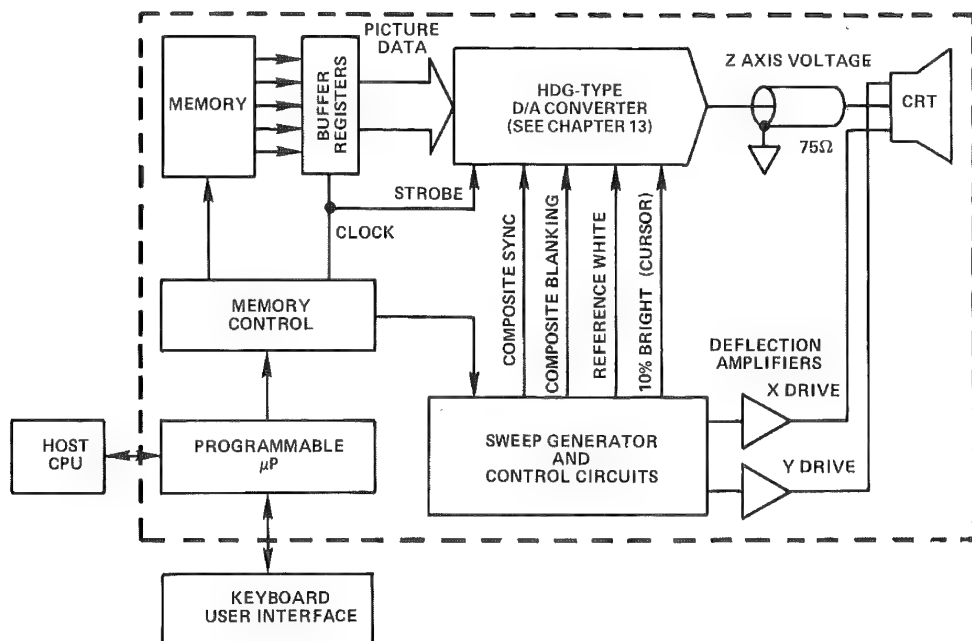 PICTURE
DATA
MEMORY
BUFFER
REGISTERS
HDG-TYPE
D/A CONVERTER
(SEE CHAPTER 13)
Z AXIS VOLTAGE
CRT
75Ω
STROBE
CLOCK
COMPOSITE SYNC
COMPOSITE BLANKING
REFERENCE WHITE
10% BRIGHT (CURSOR)
MEMORY
CONTROL
DEFLECTION
AMPLIFIERS
X DRIVE
HOST
CPU
PROGRAMMABLE
μP
SWEEP GENERATOR
AND
CONTROL CIRCUITS
Y DRIVE
KEYBOARD
USER INTERFACE